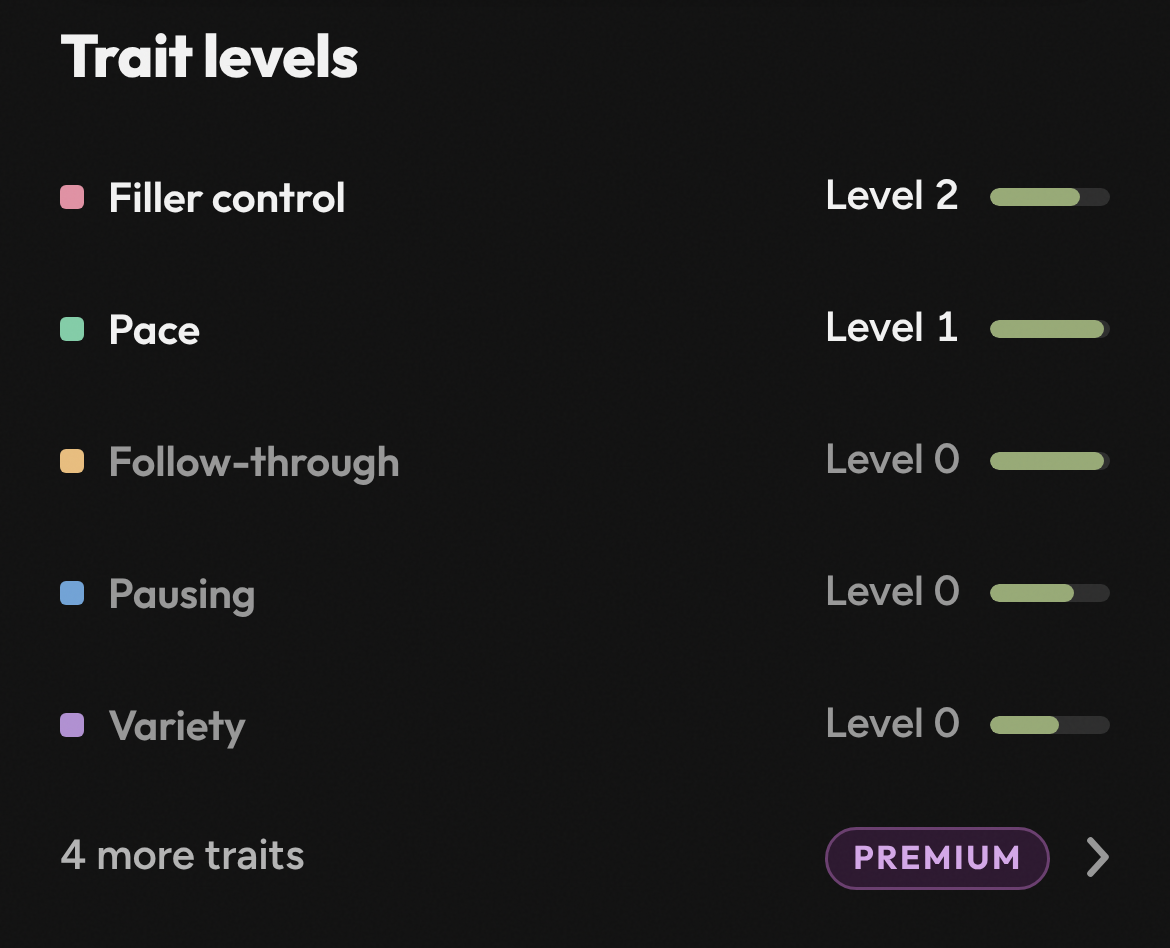 Trait levels
Filler control Level 2
Pace Level 1
Follow-through Level 0
Pausing Level 0
Variety Level 0
4 more traits PREMIUM